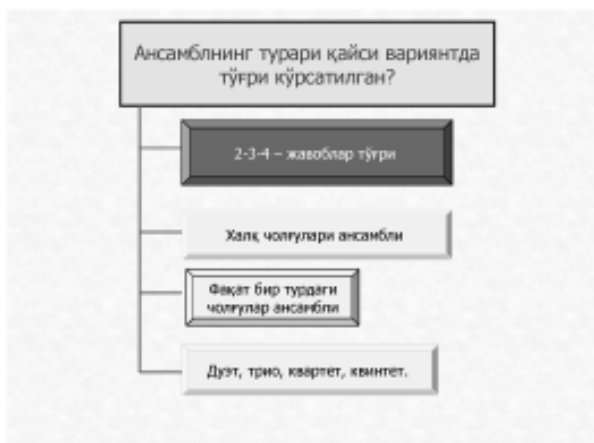 Ансамблнинг турари қайси вариянтда
тўғри кўрсатилган?
2-3-4 – жавоблар тўғри
Халқ чолғулари ансамбли
Фақат бир турдаги
чолғулар ансамбли
Дуэт, трио, квартет, квинтет.